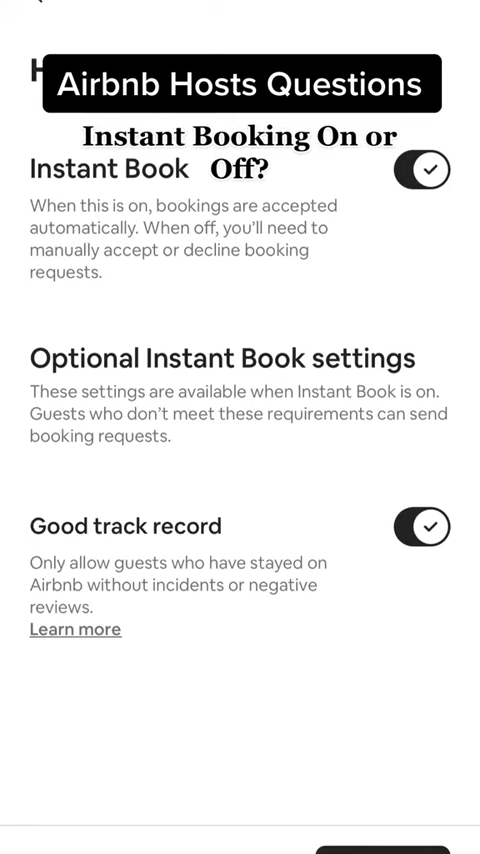 Airbnb Hosts Questions
Instant Booking On or
Off?
Instant Book
When this is on, bookings are accepted
automatically. When off, you'll need to
manually accept or decline booking
requests.
Optional Instant Book settings
These settings are available when Instant Book is on.
Guests who don't meet these requirements can send
booking requests.
Good track record
Only allow guests who have stayed on
Airbnb without incidents or negative
reviews.
Learn more